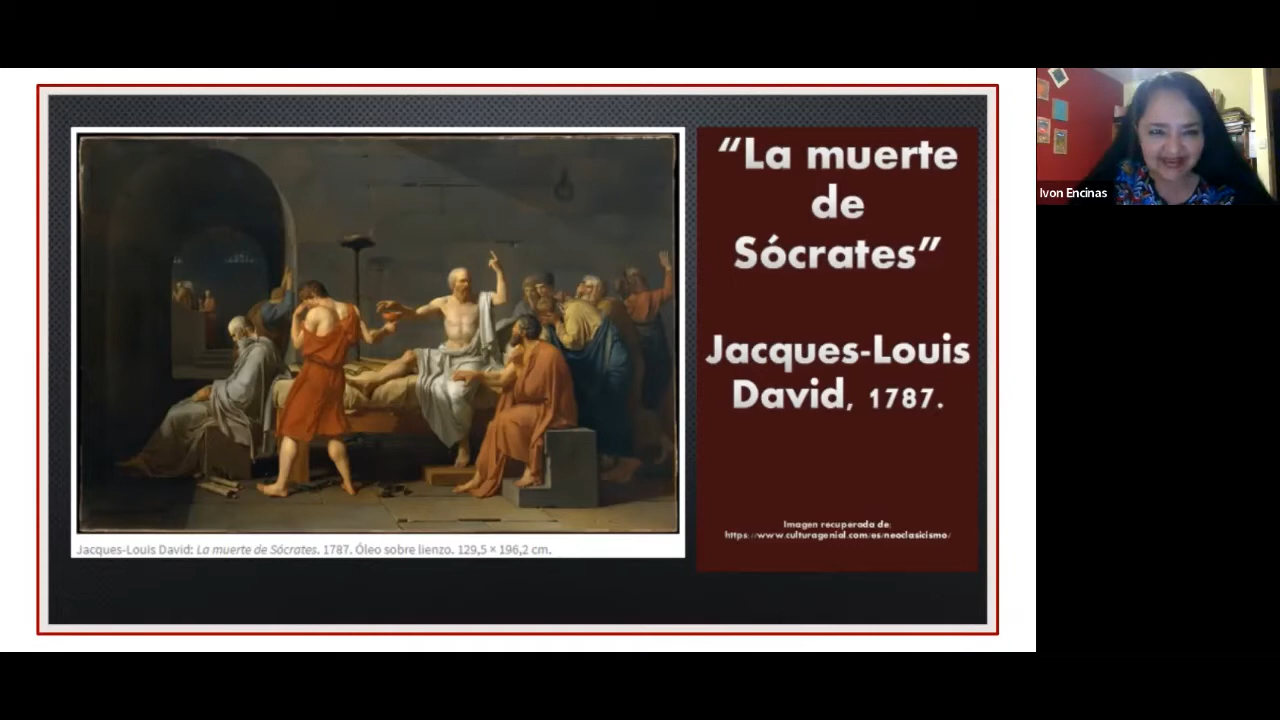 “La muerte
de
Sócrates”
Jacques-Louis
David, 1787.
Imagen recuperada de:
https://www.culturagenial.com/es/neoclasicismo/
Jacques-Louis David: La muerte de Sócrates. 1787. Óleo sobre lienzo. 129,5 × 196,2 cm.
Ivon Encinas